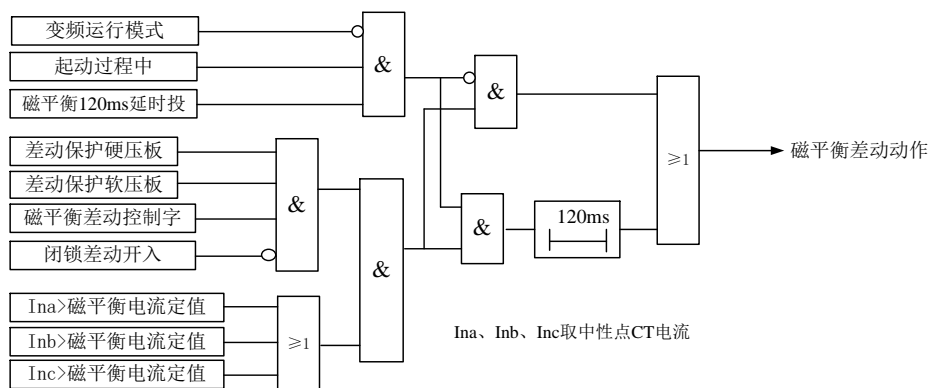 变频运行模式
起动过程中
磁平衡120ms延时投
&
&
差动保护硬压板
差动保护软压板
磁平衡差动控制字
闭锁差动开入
&
&
&
120ms
≥1
磁平衡差动动作
Ina>磁平衡电流定值
Inb>磁平衡电流定值
Inc>磁平衡电流定值
≥1
Ina、Inb、Inc取中性点CT电流